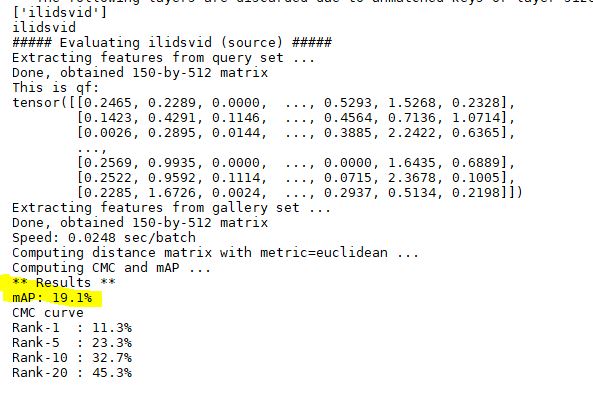 ['ilidsvid']
ilidsvid
##### Evaluating ilidsvid (source) #####
Extracting features from query set ...
Done, obtained 150-by-512 matrix
This is qf:
tensor([[0.2465, 0.2289, 0.0000,  ..., 0.5293, 1.5268, 0.2328],
        [0.1423, 0.4291, 0.1146,  ..., 0.4564, 0.7136, 1.0714],
        [0.0026, 0.2895, 0.0144,  ..., 0.3885, 2.2422, 0.6365],
        ...,
        [0.2569, 0.9935, 0.0000,  ..., 0.0000, 1.6435, 0.6889],
        [0.2522, 0.9592, 0.1114,  ..., 0.0715, 2.3678, 0.1005],
        [0.2285, 1.6726, 0.0024,  ..., 0.2937, 0.5134, 0.2198]])
Extracting features from gallery set ...
Done, obtained 150-by-512 matrix
Speed: 0.0248 sec/batch
Computing distance matrix with metric=euclidean ...
Computing CMC and mAP ...
** Results **
mAP: 19.1%
CMC curve
Rank-1  : 11.3%
Rank-5  : 23.3%
Rank-10 : 32.7%
Rank-20 : 45.3%